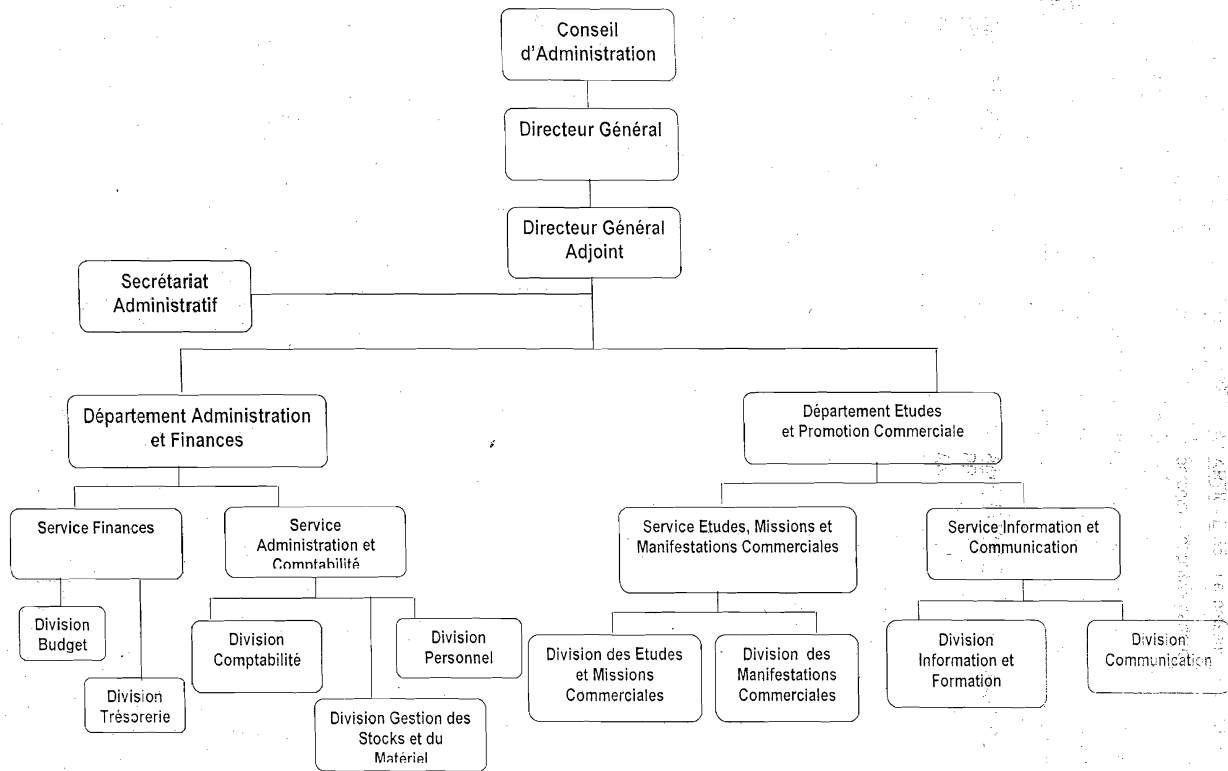 Conseil
d'Administration
Directeur Général
Directeur Général
Adjoint
Secrétariat
Administratif
Département Administration
et Finances
Département Etudes
et Promotion Commerciale
Service Finances
Service
Administration et
Comptabilité
Service Etudes, Missions et
Manifestations Commerciales
Service Information et
Communication
Division
Budget
Division
Trésorerie
Division
Comptabilité
Division Gestion des
Stocks et du
Matériel
Division
Personnel
Division des Etudes
et Missions
Commerciales
Division des
Manifestations
Commerciales
Division
Information et
Formation
Division
Communication